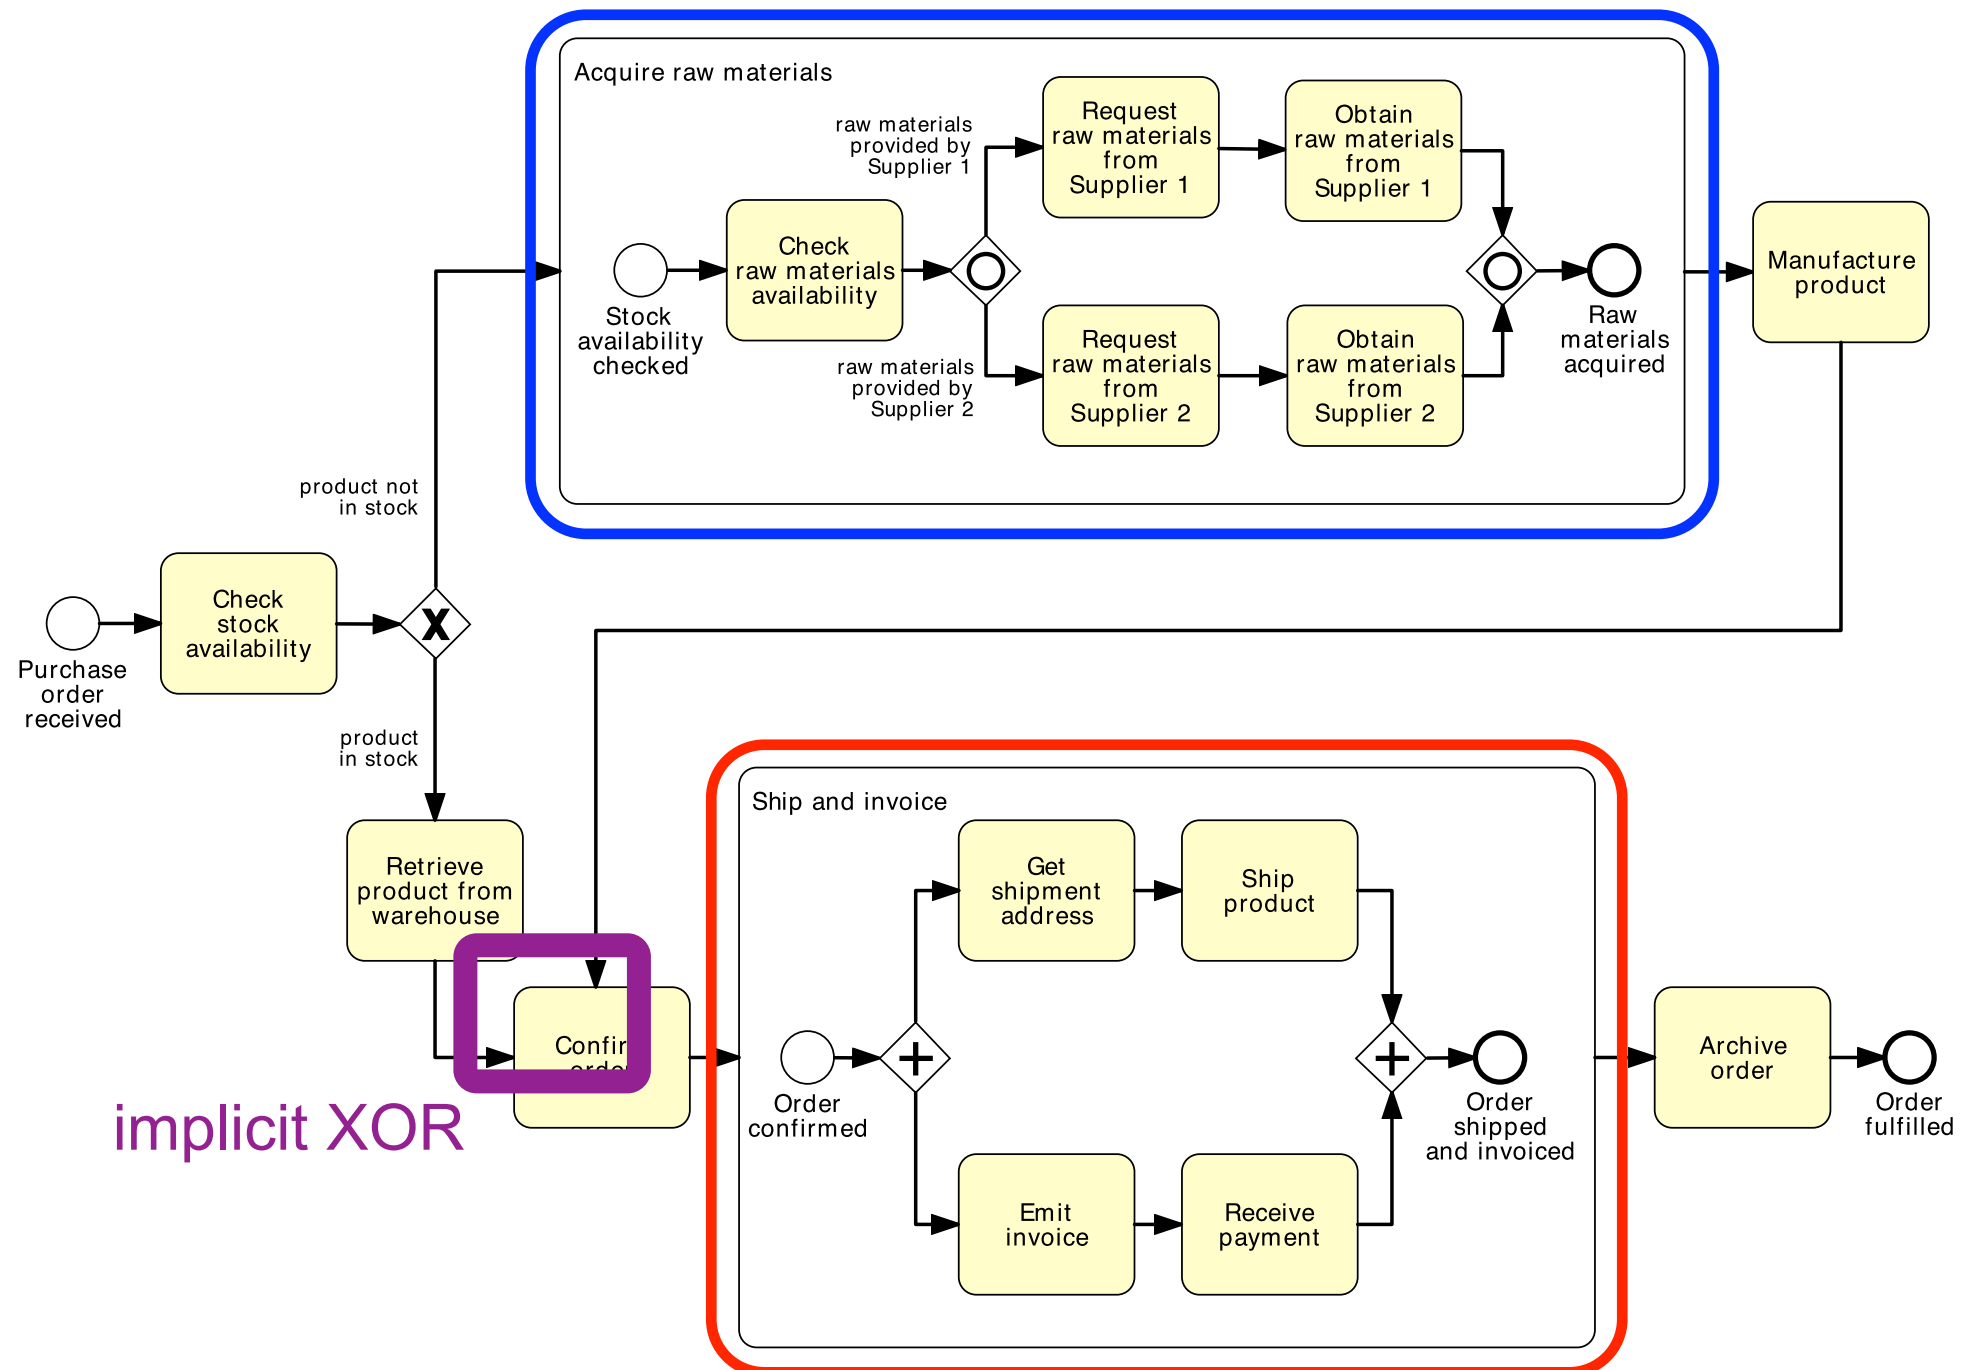 Acquire raw materials
raw materials
provided by
Supplier 1
Request
raw materials
from
Supplier 1
Obtain
raw materials
from
Supplier 1
Check
raw materials
availability
Stock
availability
checked
raw materials
provided by
Supplier 2
Request
raw materials
from
Supplier 2
Obtain
raw materials
from
Supplier 2
Raw
materials
acquired
Manufacture
product
product not
in stock
Purchase
order
received
Check
stock
availability
X
product
in stock
Retrieve
product from
warehouse
implicit XOR
Ship and invoice
Order
confirmed
Get
shipment
address
Ship
product
Emit
invoice
Receive
payment
Order
shipped
and invoiced
Archive
order
Order
fulfilled